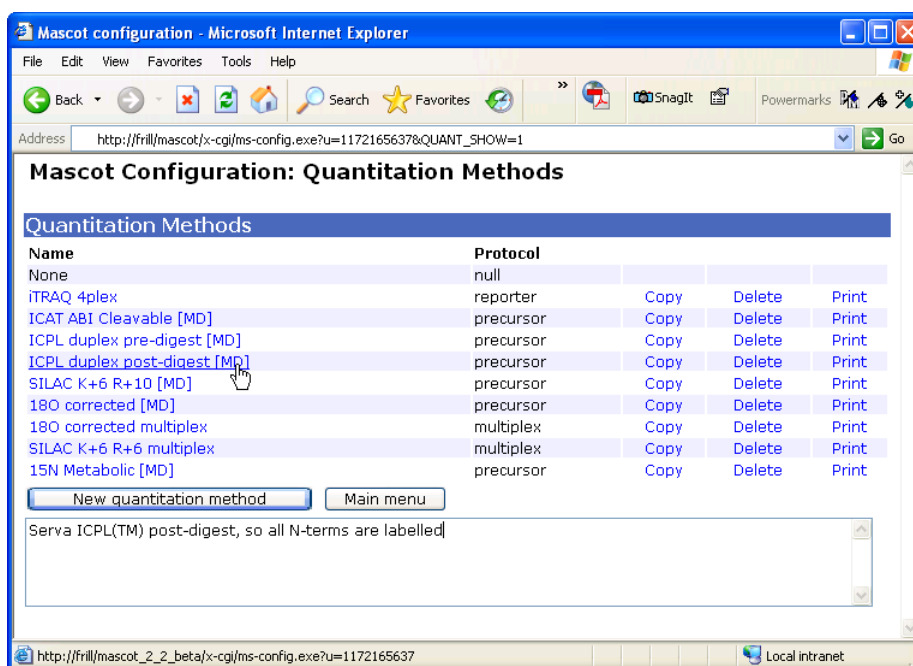 Mascot configuration - Microsoft Internet Explorer
File Edit View Favorites Tools Help
Back Search Favorites » SnagIt Powermarks
Address http://frill/mascot/x-cgi/ms-config.exe?u=1172165637&QUANT_SHOW=1 Go
Mascot Configuration: Quantitation Methods
Quantitation Methods
Name Protocol
None null
iTRAQ 4plex reporter Copy Delete Print
ICAT ABI Cleavable [MD] precursor Copy Delete Print
ICPL duplex pre-digest [MD] precursor Copy Delete Print
ICPL duplex post-digest [MD] precursor Copy Delete Print
SILAC K+6 R+10 [MD] precursor Copy Delete Print
18O corrected [MD] precursor Copy Delete Print
18O corrected multiplex multiplex Copy Delete Print
SILAC K+6 R+6 multiplex multiplex Copy Delete Print
15N Metabolic [MD] precursor Copy Delete Print
New quantitation method Main menu
Serva ICPL(TM) post-digest, so all N-terms are labelled
http://frill/mascot_2_2_beta/x-cgi/ms-config.exe?u=1172165637 Local intranet